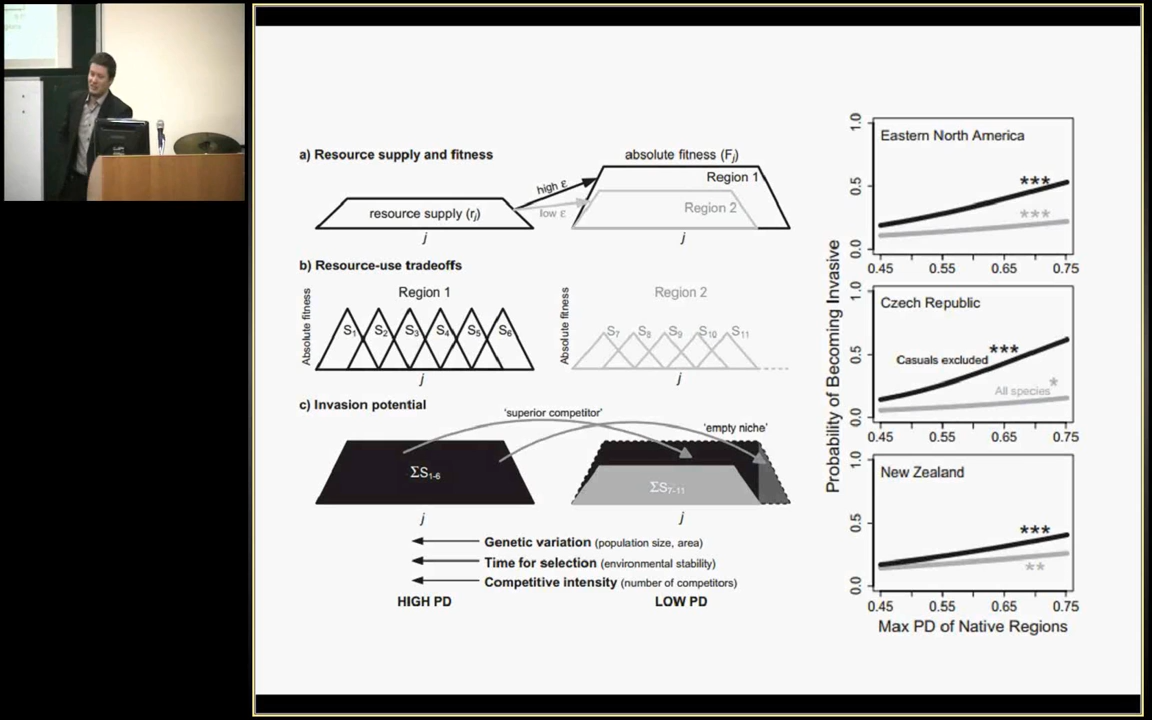 a) Resource supply and fitness
absolute fitness (Fj)
high ε
low ε
Region 1
Region 2
resource supply (rj)
j
j
b) Resource-use tradeoffs
Absolute fitness
Region 1
S1 S2 S3 S4 S5 S6
j
Absolute fitness
Region 2
S7 S8 S9 S10 S11
j
c) Invasion potential
'superior competitor'
'empty niche'
ΣS1-6
ΣS7-11
j
j
Genetic variation (population size, area)
Time for selection (environmental stability)
Competitive intensity (number of competitors)
HIGH PD
LOW PD
Probability of Becoming Invasive
Eastern North America
1.0
0.5
0.0
***
***
0.45 0.55 0.65 0.75
Czech Republic
1.0
0.5
0.0
Casuals excluded ***
All species *
0.45 0.55 0.65 0.75
New Zealand
1.0
0.5
0.0
***
**
0.45 0.55 0.65 0.75
Max PD of Native Regions